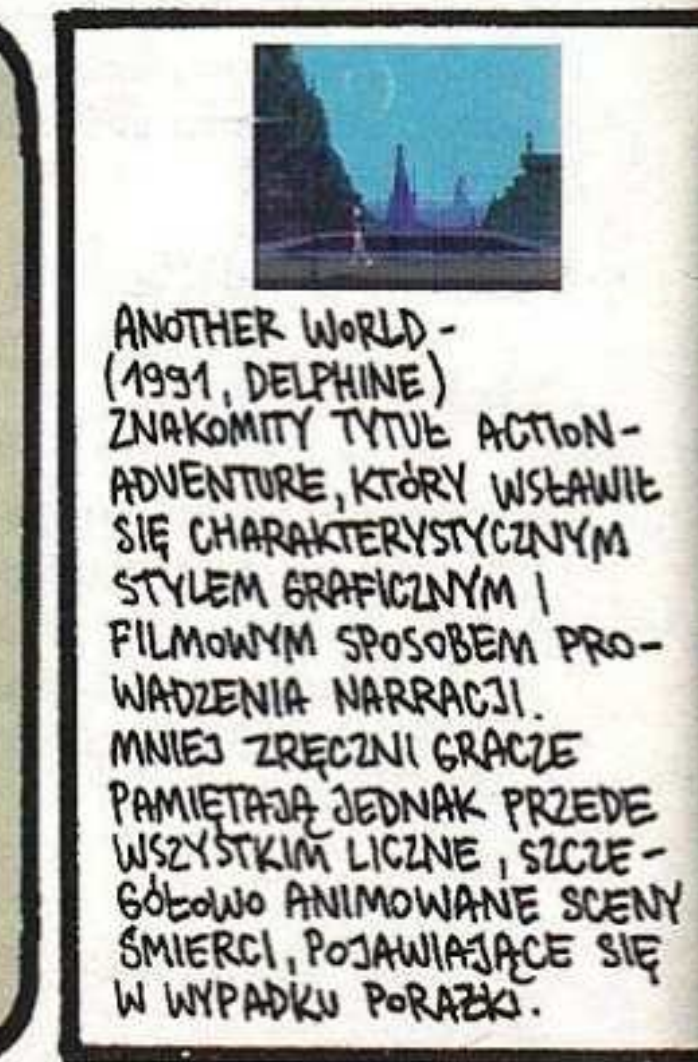 ANOTHER WORLD -
(1991, DELPHINE)
ZNAKOMITY TYTUŁ ACTION-
ADVENTURE, KTÓRY WSŁAWIŁ
SIĘ CHARAKTERYSTYCZNYM
STYLEM GRAFICZNYM I
FILMOWYM SPOSOBEM PRO-
WADZENIA NARRACJI.
MNIEJ ZRĘCZNI GRACZE
PAMIĘTAJĄ JEDNAK PRZEDE
WSZYSTKIM LICZNE, SZCZE-
GÓŁOWO ANIMOWANE SCENY
ŚMIERCI, POJAWIAJĄCE SIĘ
W WYPADKU PORAŻKI.